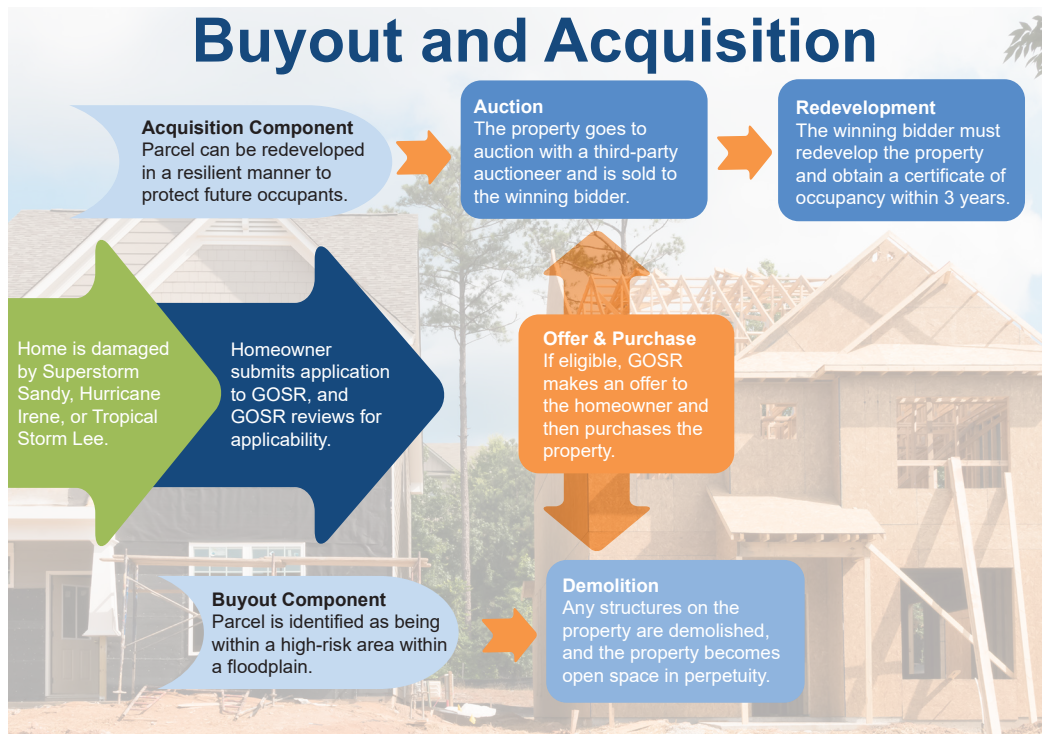 Buyout and Acquisition
Acquisition Component
Parcel can be redeveloped
in a resilient manner to
protect future occupants.
Auction
The property goes to
auction with a third-party
auctioneer and is sold to
the winning bidder.
Redevelopment
The winning bidder must
redevelop the property
and obtain a certificate of
occupancy within 3 years.
Home is damaged
by Superstorm
Sandy, Hurricane
Irene, or Tropical
Storm Lee.
Homeowner
submits application
to GOSR, and
GOSR reviews for
applicability.
Offer & Purchase
If eligible, GOSR
makes an offer to
the homeowner and
then purchases the
property.
Buyout Component
Parcel is identified as being
within a high-risk area within
a floodplain.
Demolition
Any structures on the
property are demolished,
and the property becomes
open space in perpetuity.